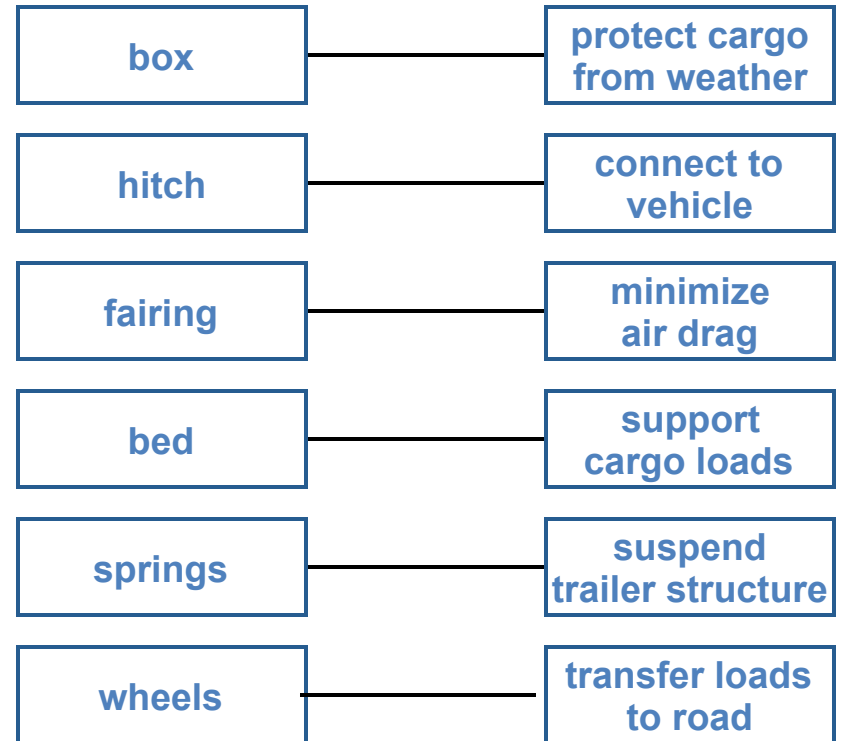 box
protect cargo
from weather
hitch
connect to
vehicle
fairing
minimize
air drag
bed
support
cargo loads
springs
suspend
trailer structure
wheels
transfer loads
to road